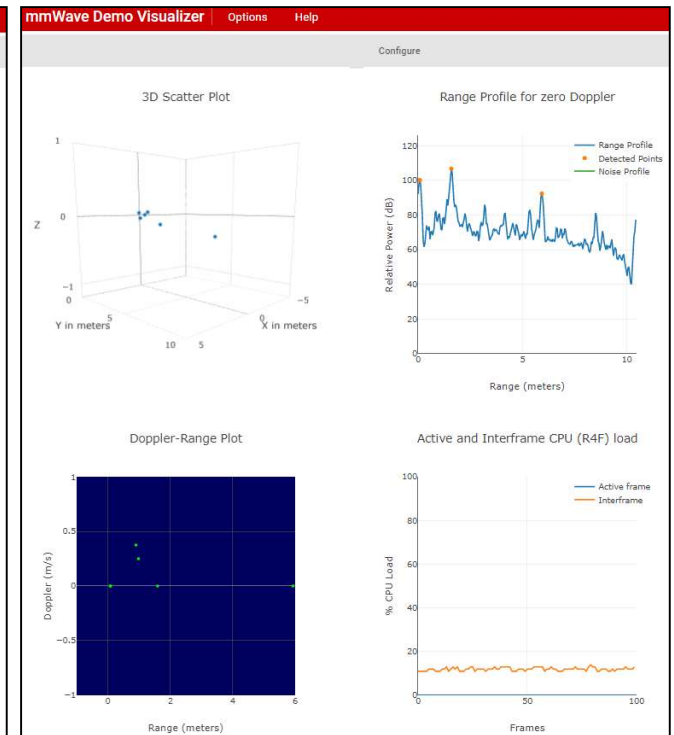 mmWave Demo Visualizer Options Help
Configure
3D Scatter Plot
1
0
−1
Z
0
5
10
Y in meters
−5
0
5
X in meters
Range Profile for zero Doppler
Range Profile
Detected Points
Noise Profile
120
100
80
60
40
20
0
Relative Power (dB)
0 5 10
Range (meters)
Doppler-Range Plot
1
0.5
0
−0.5
−1
Doppler (m/s)
0 2 4 6
Range (meters)
Active and Interframe CPU (R4F) load
Active frame
Interframe
100
80
60
40
20
0
% CPU Load
0 50 100
Frames